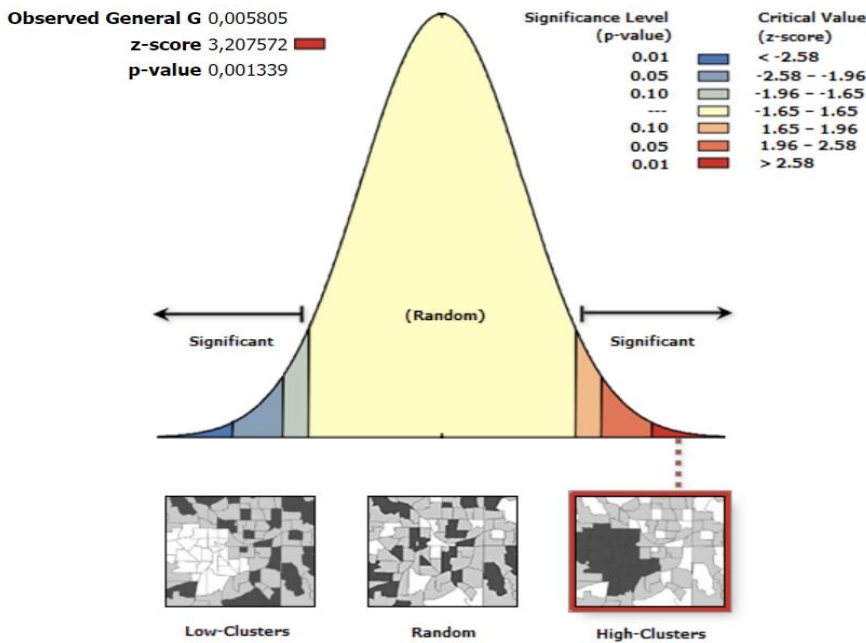 Observed General G 0,005805
z-score 3,207572
p-value 0,001339
Significance Level
(p-value)
Critical Value
(z-score)
0.01 < -2.58
0.05 -2.58 – -1.96
0.10 -1.96 – -1.65
--- -1.65 – 1.65
0.10 1.65 – 1.96
0.05 1.96 – 2.58
0.01 > 2.58
Significant
(Random)
Significant
Low-Clusters
Random
High-Clusters